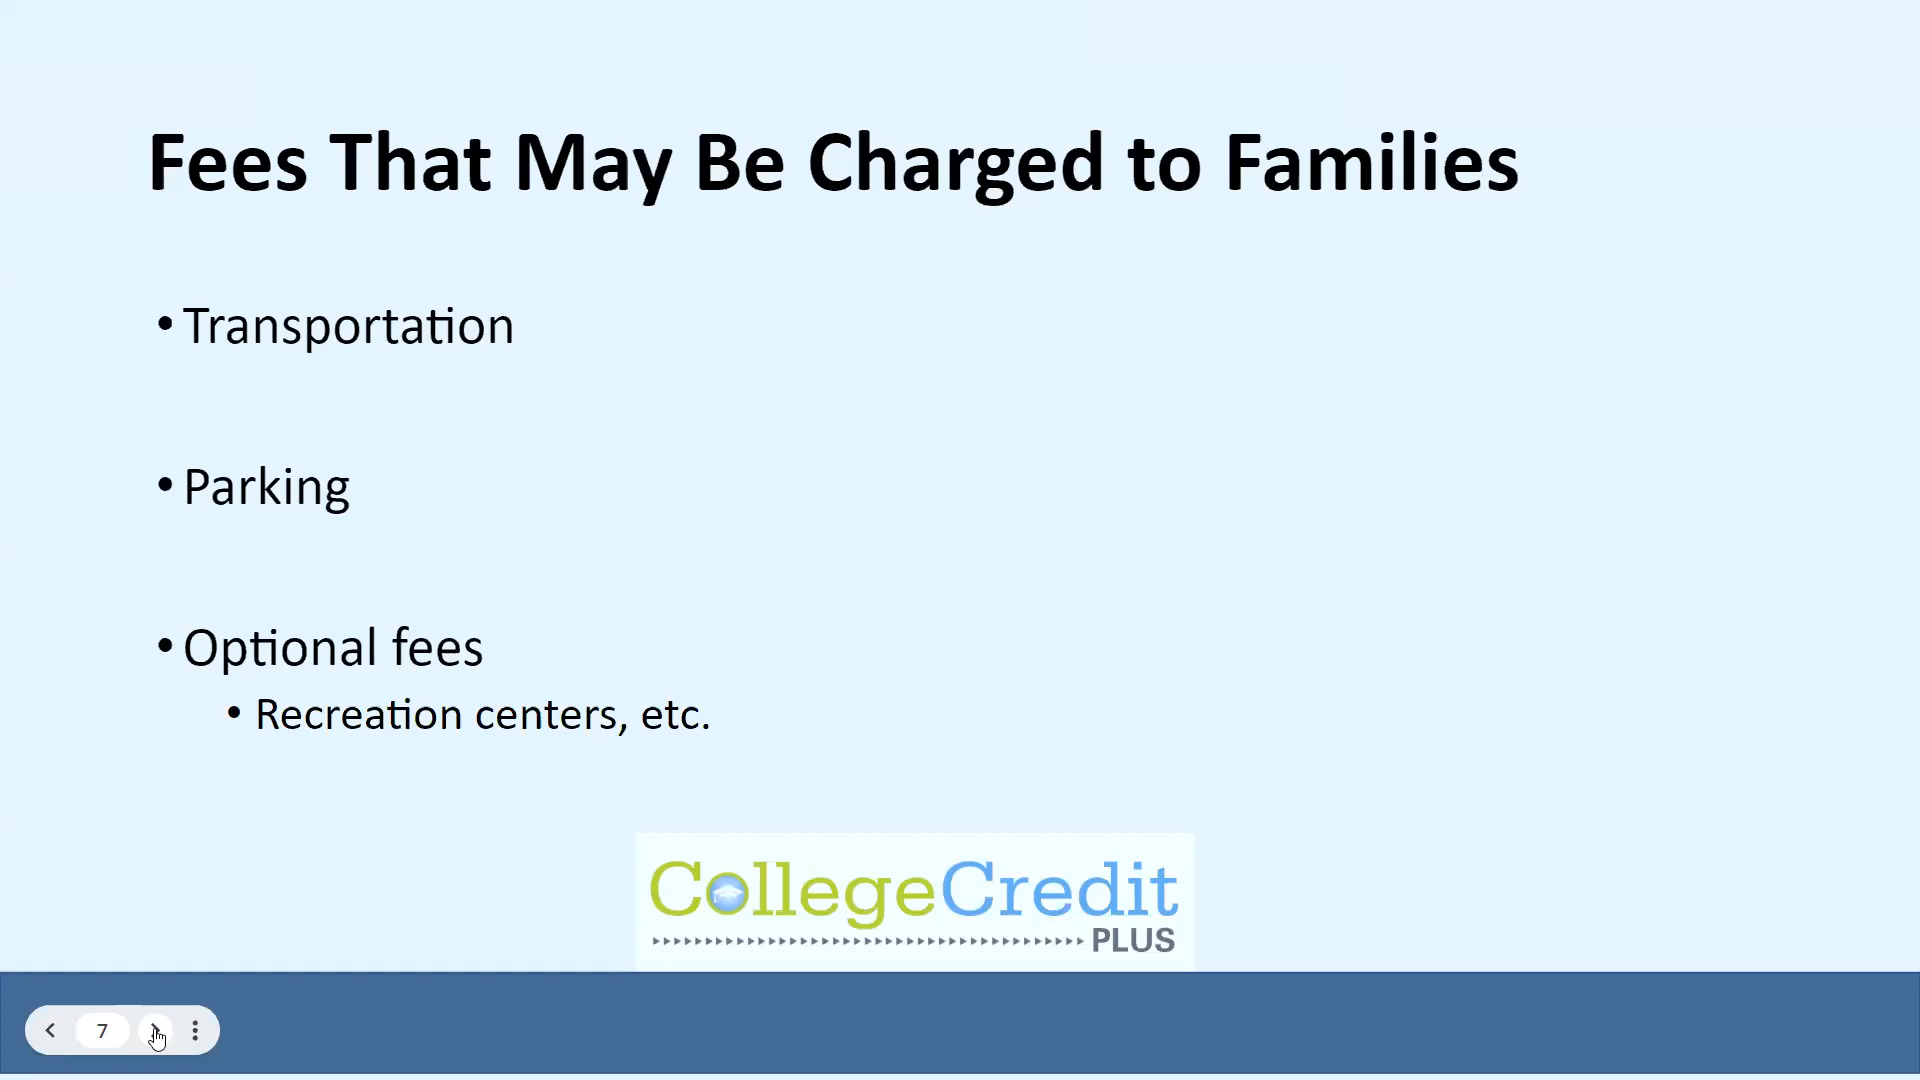 Fees That May Be Charged to Families
• Transportation
• Parking
• Optional fees
• Recreation centers, etc.
CollegeCredit
PLUS
7